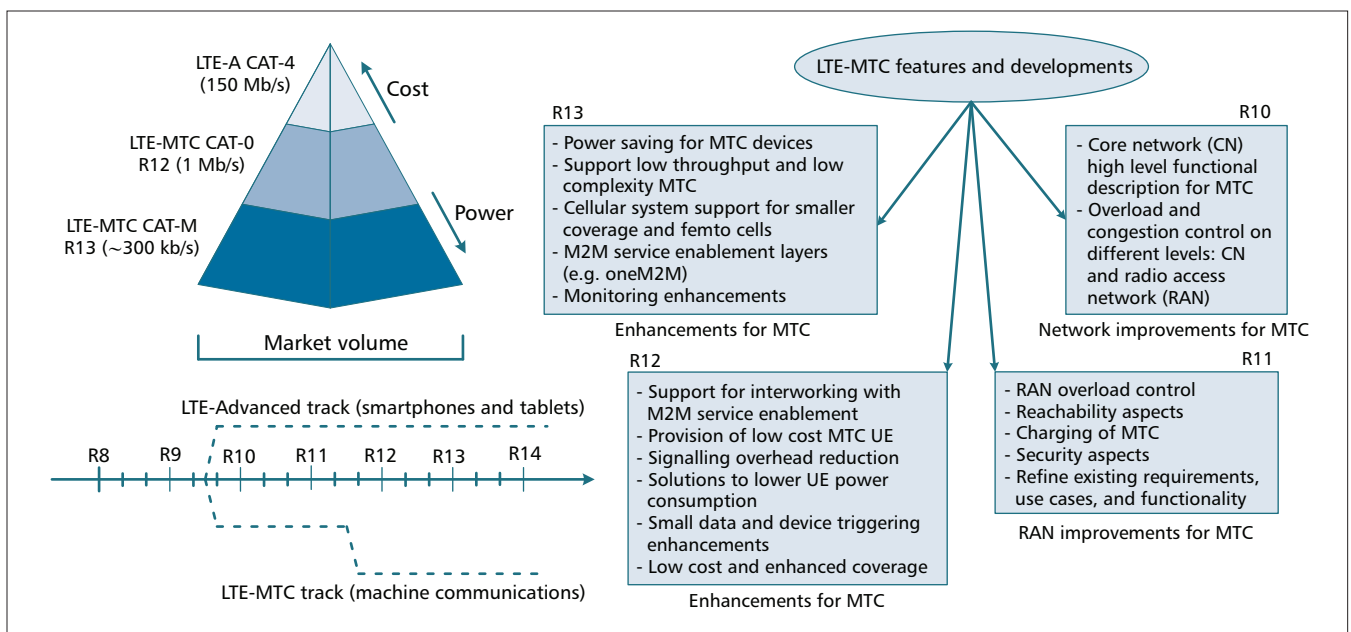 LTE-A CAT-4
(150 Mb/s)
Cost
LTE-MTC CAT-0
R12 (1 Mb/s)
Power
LTE-MTC CAT-M
R13 (~300 kb/s)
Market volume
LTE-Advanced track (smartphones and tablets)
R8
R9
R10
R11
R12
R13
R14
LTE-MTC track (machine communications)
LTE-MTC features and developments
R13
- Power saving for MTC devices
- Support low throughput and low
complexity MTC
- Cellular system support for smaller
coverage and femto cells
- M2M service enablement layers
(e.g. oneM2M)
- Monitoring enhancements
Enhancements for MTC
R10
- Core network (CN)
high level functional
description for MTC
- Overload and
congestion control on
different levels: CN
and radio access
network (RAN)
Network improvements for MTC
R12
- Support for interworking with
M2M service enablement
- Provision of low cost MTC UE
- Signalling overhead reduction
- Solutions to lower UE power
consumption
- Small data and device triggering
enhancements
- Low cost and enhanced coverage
Enhancements for MTC
R11
- RAN overload control
- Reachability aspects
- Charging of MTC
- Security aspects
- Refine existing requirements,
use cases, and functionality
RAN improvements for MTC